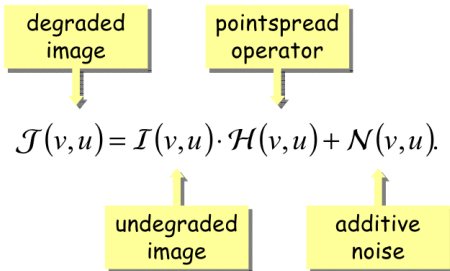 degraded image
pointspread operator
𝒥(v,u) = ℐ(v,u) · ℋ(v,u) + 𝒩(v,u).
undegraded image
additive noise